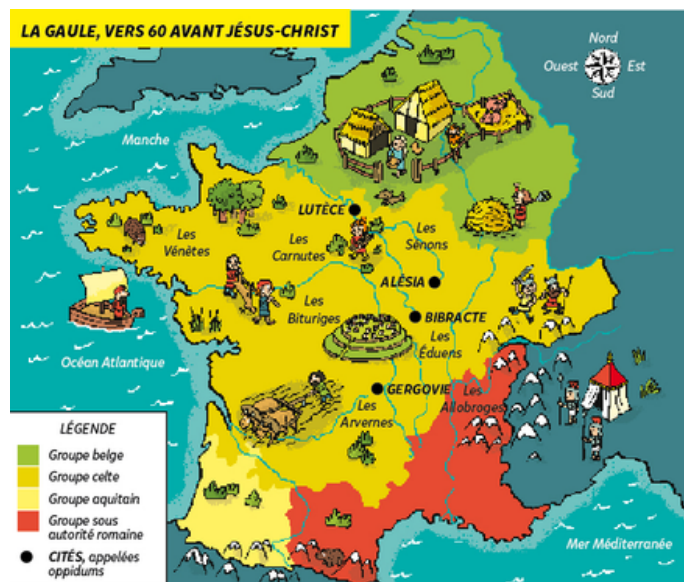 LA GAULE, VERS 60 AVANT JÉSUS-CHRIST
Nord
Ouest
Est
Sud
Manche
LUTÈCE
Les
Vénètes
Les
Carnutes
Les
Sénons
ALÉSIA
Les
Bituriges
BIBRACTE
Les
Éduens
Océan Atlantique
GERGOVIE
Les
Allobroges
Les
Arvernes
LÉGENDE
Groupe belge
Groupe celte
Groupe aquitain
Groupe sous
autorité romaine
CITÉS, appelées
oppidums
Mer Méditerranée